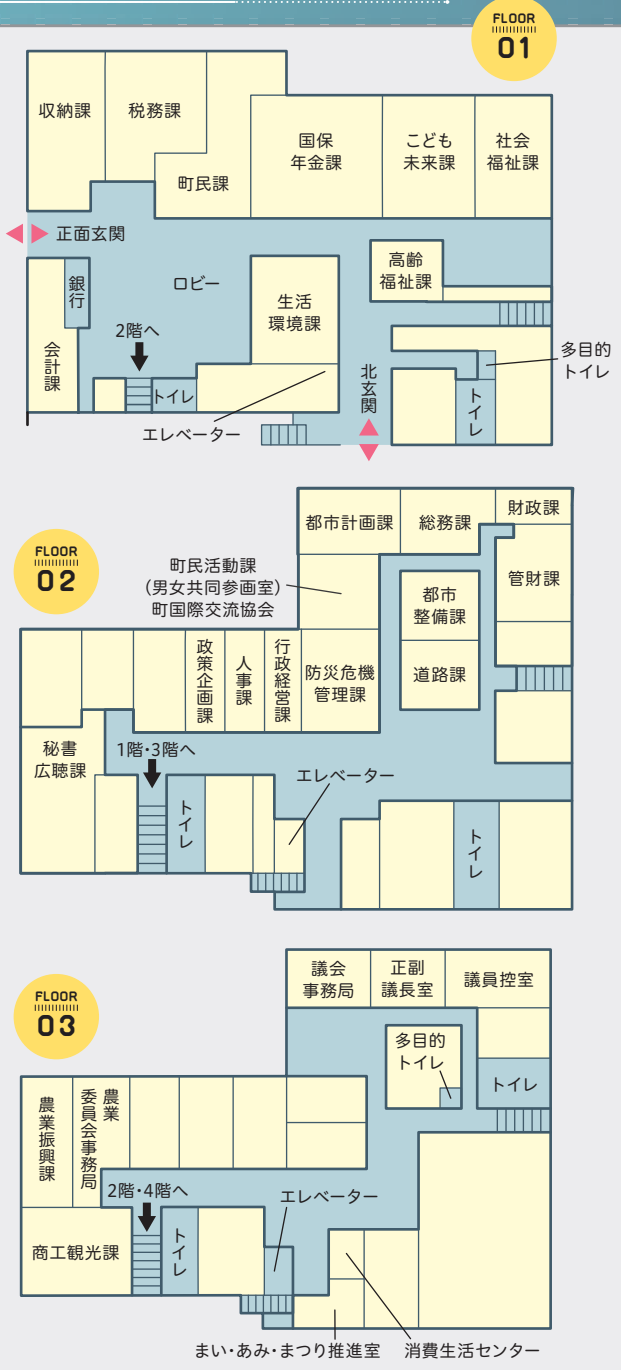 FLOOR
01
収納課
税務課
町民課
国保
年金課
こども
未来課
社会
福祉課
正面玄関
銀行
ロビー
高齢
福祉課
生活
環境課
会計課
2階へ
トイレ
エレベーター
北玄関
多目的
トイレ
トイレ
FLOOR
02
都市計画課
総務課
財政課
町民活動課
(男女共同参画室)
町国際交流協会
都市
整備課
管財課
政策企画課
人事課
行政経営課
防災危機
管理課
道路課
秘書
広聴課
1階・3階へ
エレベーター
トイレ
トイレ
FLOOR
03
議会
事務局
正副
議長室
議員控室
多目的
トイレ
トイレ
農業振興課
農業
委員会事務局
2階・4階へ
エレベーター
商工観光課
トイレ
まい・あみ・まつり推進室
消費生活センター